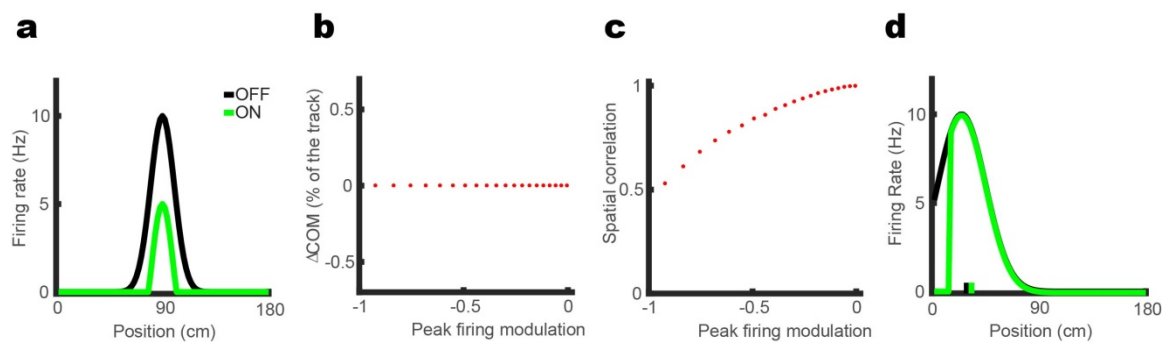 a
b
c
d
Firing rate (Hz)
10
5
0
OFF
ON
0
90
180
Position (cm)
ΔCOM (% of the track)
0.5
0
-0.5
-1
-0.5
0
Peak firing modulation
Spatial correlation
1
0.5
0
-1
-0.5
0
Peak firing modulation
Firing Rate (Hz)
10
5
0
0
90
180
Position (cm)